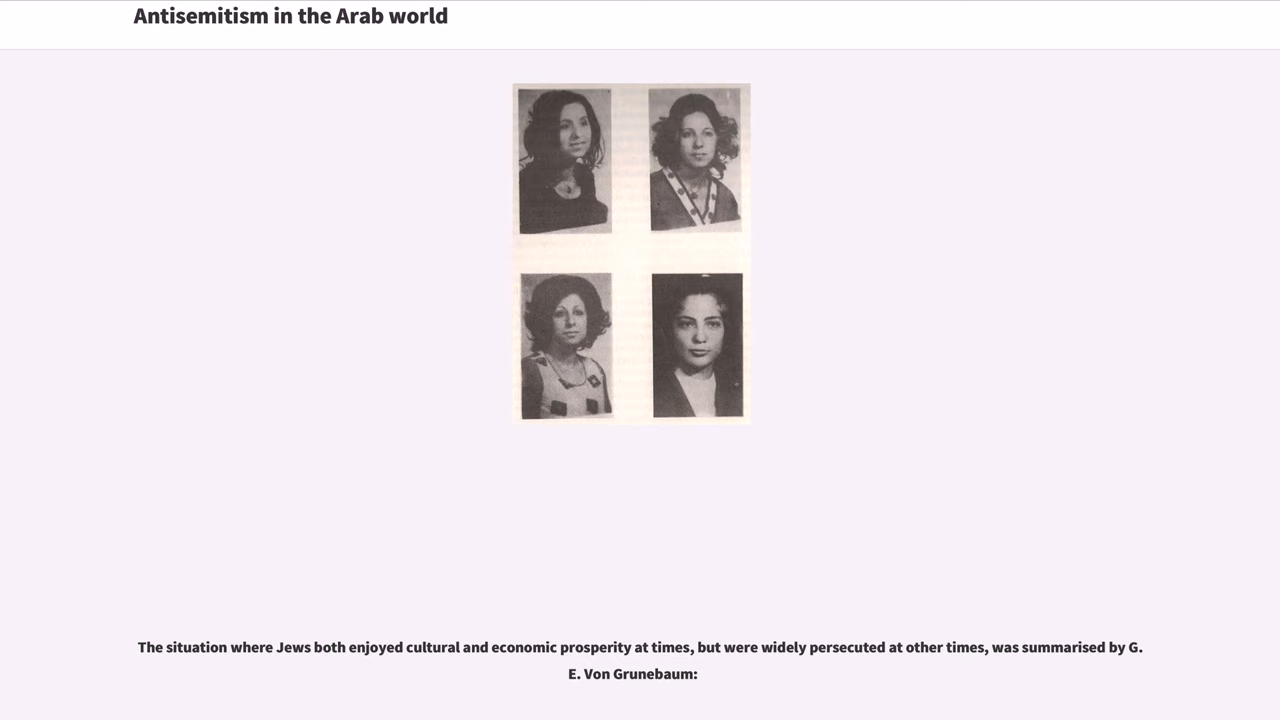 Antisemitism in the Arab world
The situation where Jews both enjoyed cultural and economic prosperity at times, but were widely persecuted at other times, was summarised by G.
E. Von Grunebaum: